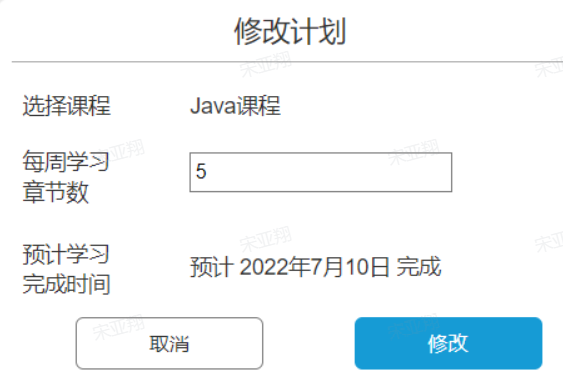 修改计划
选择课程 Java课程
每周学习
章节数
5
预计学习
完成时间
预计 2022年7月10日 完成
取消 修改
宋亚翔
宋亚翔
宋亚翔
宋亚翔
宋亚翔